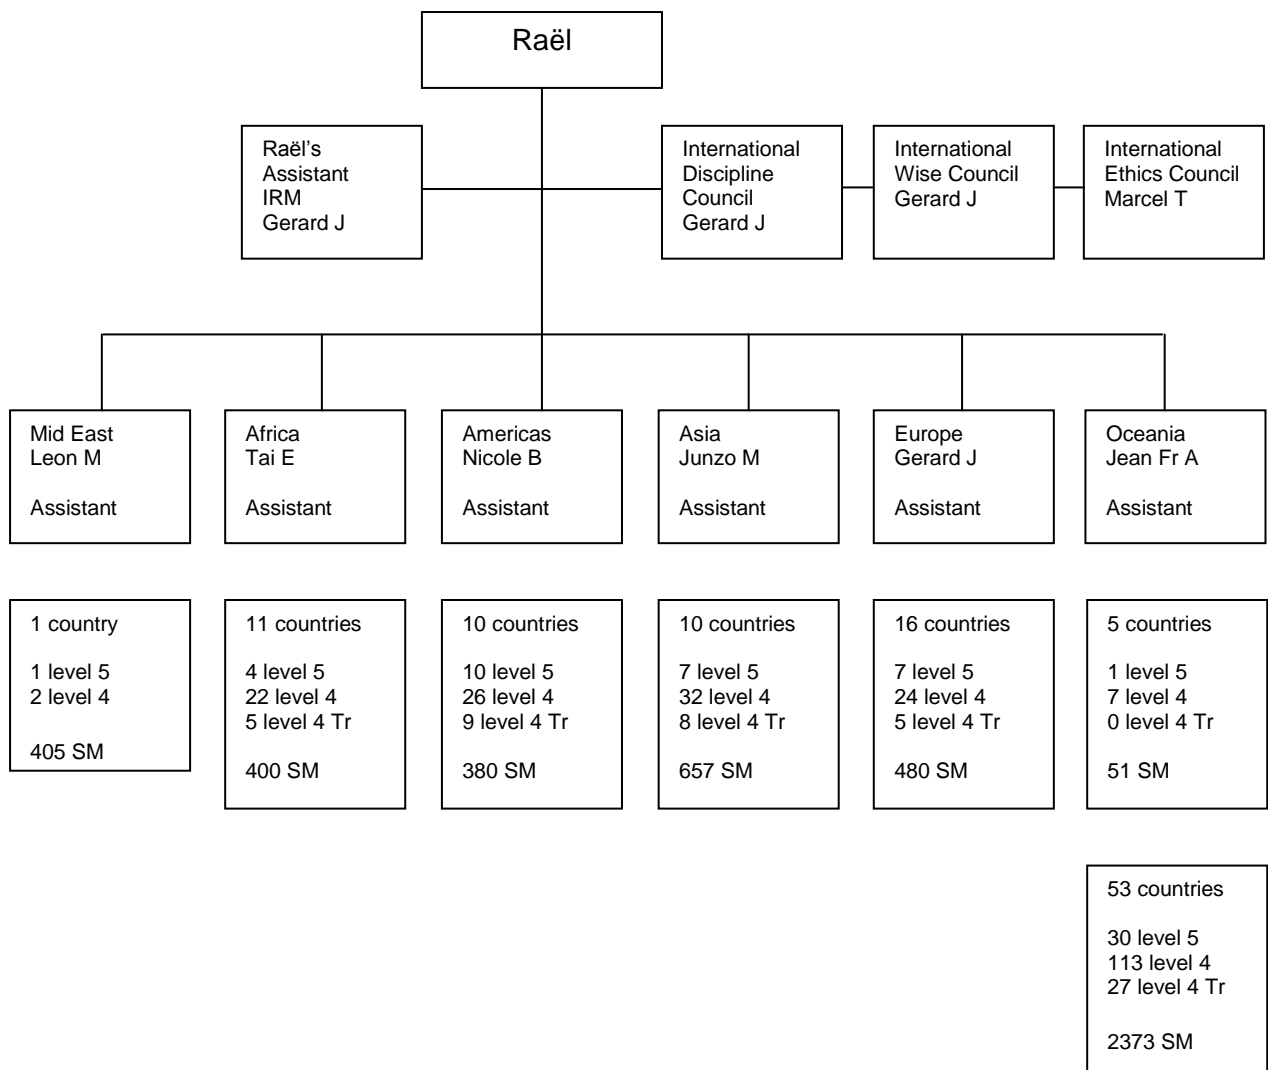 Raël
Raël's
Assistant
IRM
Gerard J
International
Discipline
Council
Gerard J
International
Wise Council
Gerard J
International
Ethics Council
Marcel T
Mid East
Leon M
Assistant
Africa
Tai E
Assistant
Americas
Nicole B
Assistant
Asia
Junzo M
Assistant
Europe
Gerard J
Assistant
Oceania
Jean Fr A
Assistant
1 country
1 level 5
2 level 4
405 SM
11 countries
4 level 5
22 level 4
5 level 4 Tr
400 SM
10 countries
10 level 5
26 level 4
9 level 4 Tr
380 SM
10 countries
7 level 5
32 level 4
8 level 4 Tr
657 SM
16 countries
7 level 5
24 level 4
5 level 4 Tr
480 SM
5 countries
1 level 5
7 level 4
0 level 4 Tr
51 SM
53 countries
30 level 5
113 level 4
27 level 4 Tr
2373 SM